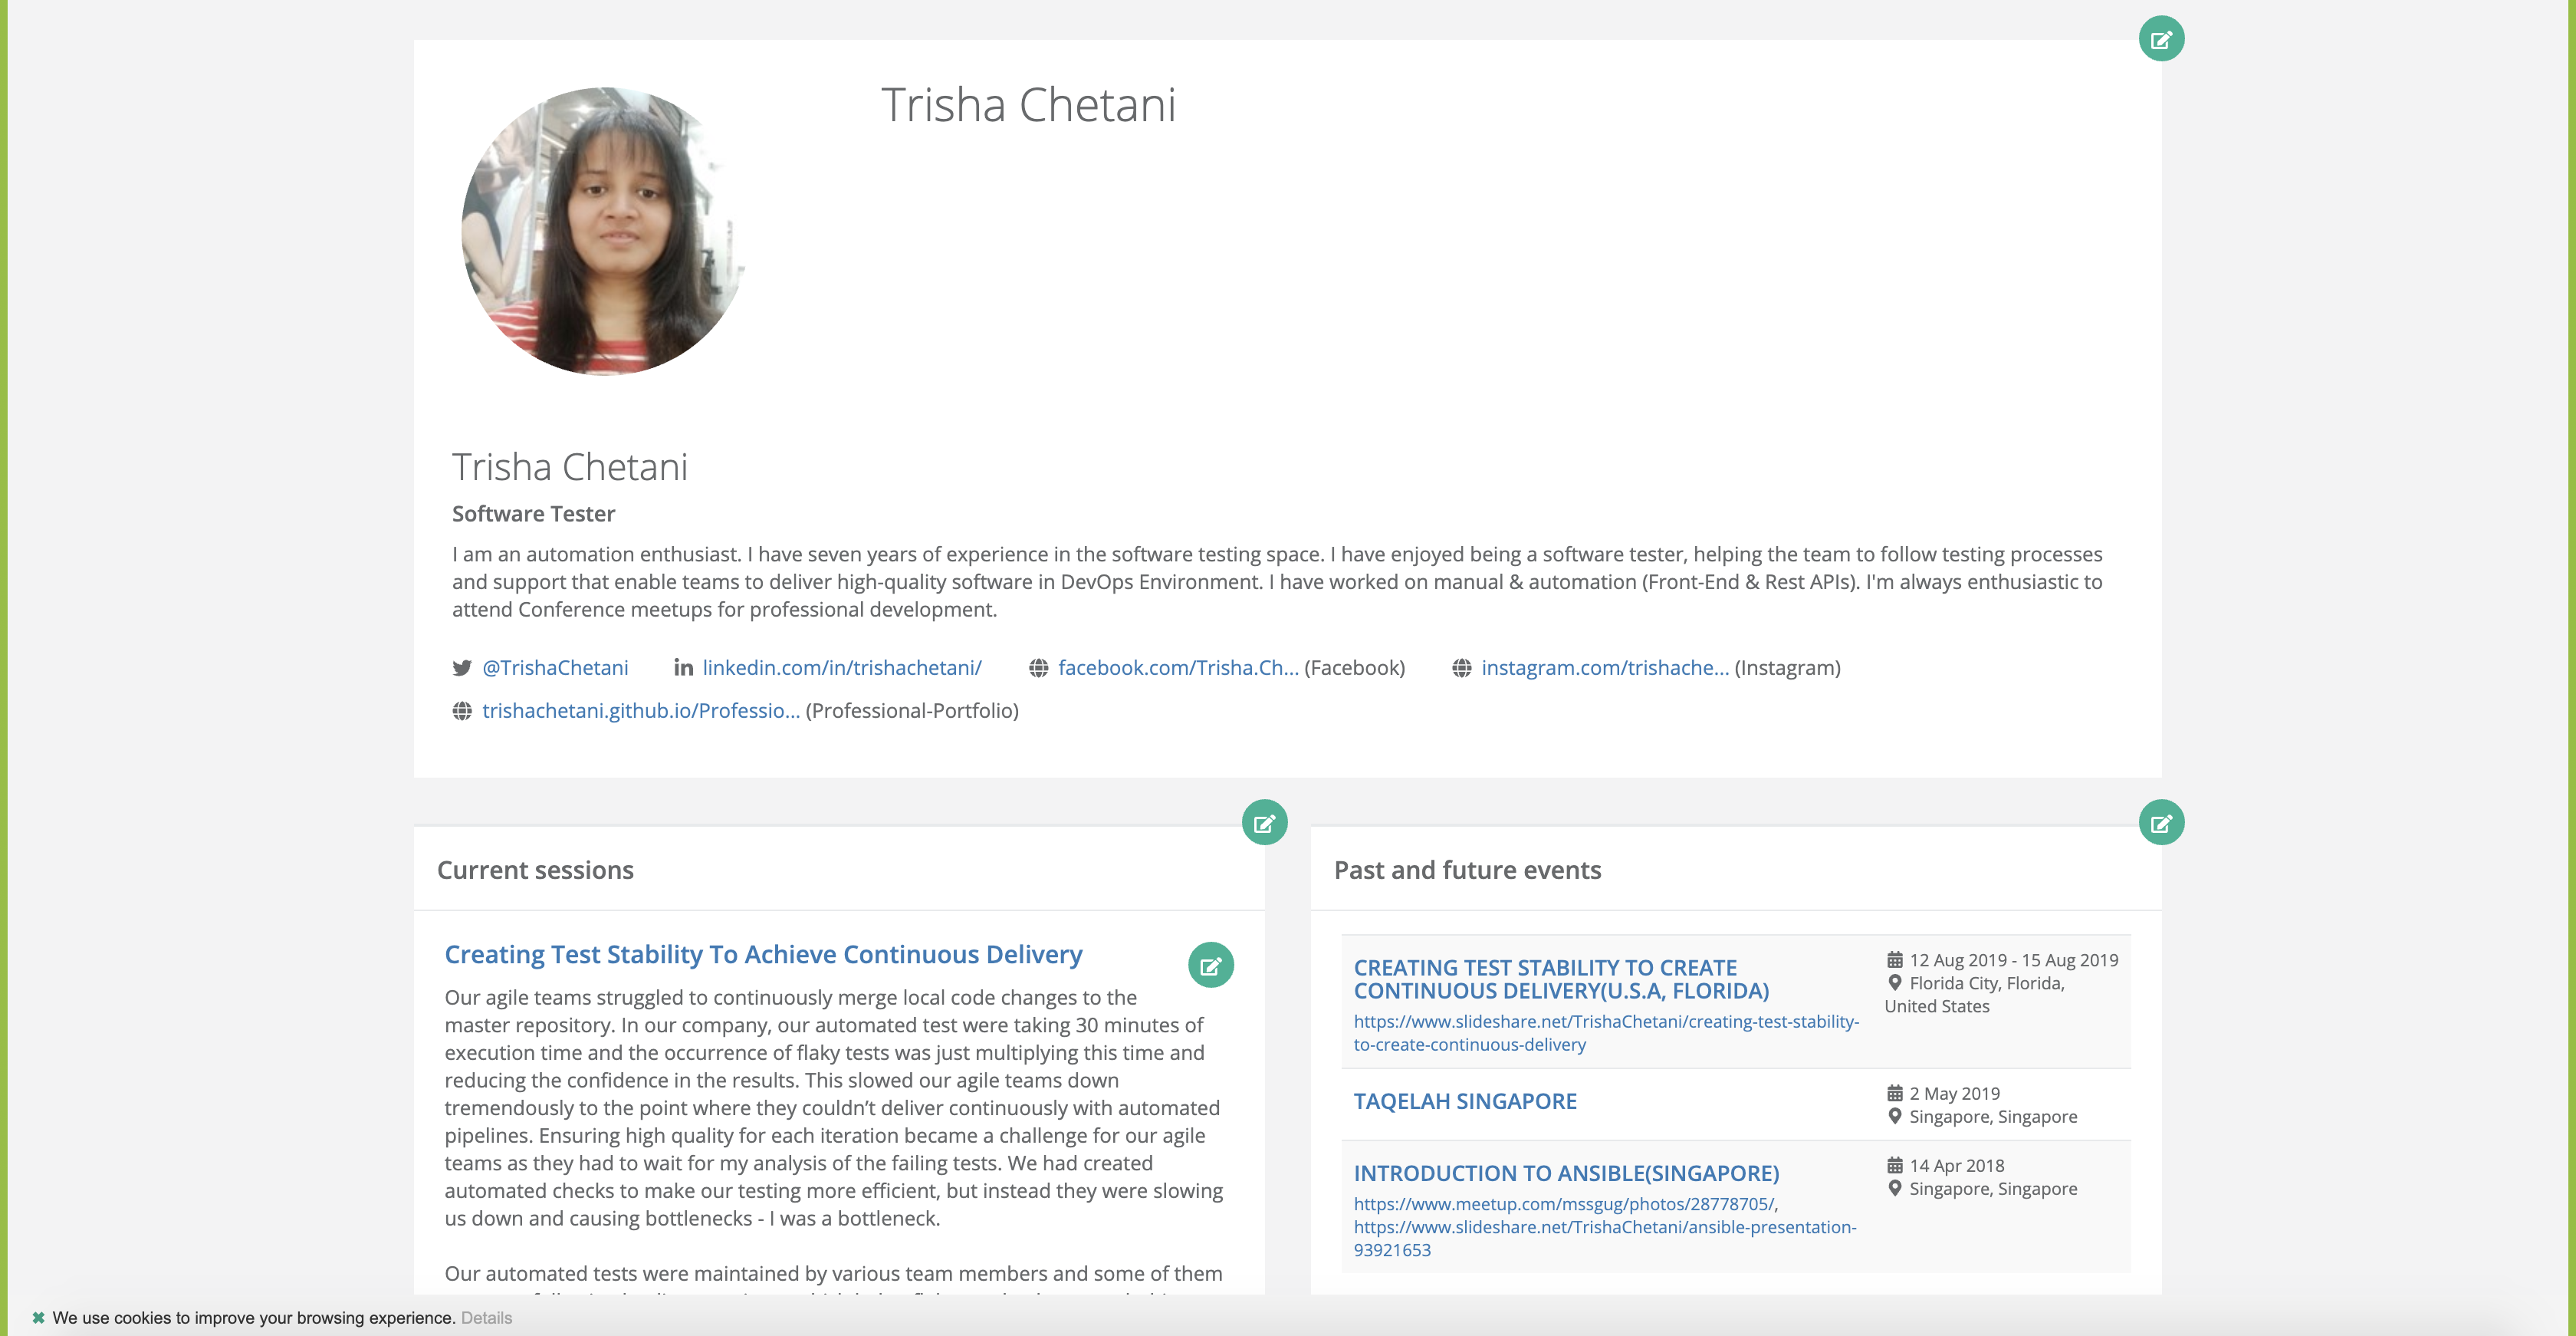 Trisha Chetani
Trisha Chetani
Software Tester
I am an automation enthusiast. I have seven years of experience in the software testing space. I have enjoyed being a software tester, helping the team to follow testing processes
and support that enable teams to deliver high-quality software in DevOps Environment. I have worked on manual & automation (Front-End & Rest APIs). I'm always enthusiastic to
attend Conference meetups for professional development.
@TrishaChetani linkedin.com/in/trishachetani/ facebook.com/Trisha.Ch... (Facebook) instagram.com/trishache... (Instagram)
trishachetani.github.io/Professio... (Professional-Portfolio)
Current sessions
Creating Test Stability To Achieve Continuous Delivery
Our agile teams struggled to continuously merge local code changes to the
master repository. In our company, our automated test were taking 30 minutes of
execution time and the occurrence of flaky tests was just multiplying this time and
reducing the confidence in the results. This slowed our agile teams down
tremendously to the point where they couldn’t deliver continuously with automated
pipelines. Ensuring high quality for each iteration became a challenge for our agile
teams as they had to wait for my analysis of the failing tests. We had created
automated checks to make our testing more efficient, but instead they were slowing
us down and causing bottlenecks - I was a bottleneck.
Our automated tests were maintained by various team members and some of them
Past and future events
CREATING TEST STABILITY TO CREATE
CONTINUOUS DELIVERY(U.S.A, FLORIDA)
https://www.slideshare.net/TrishaChetani/creating-test-stability-
to-create-continuous-delivery
12 Aug 2019 - 15 Aug 2019
Florida City, Florida,
United States
TAQELAH SINGAPORE
2 May 2019
Singapore, Singapore
INTRODUCTION TO ANSIBLE(SINGAPORE)
https://www.meetup.com/mssgug/photos/28778705/,
https://www.slideshare.net/TrishaChetani/ansible-presentation-
93921653
14 Apr 2018
Singapore, Singapore
We use cookies to improve your browsing experience. Details